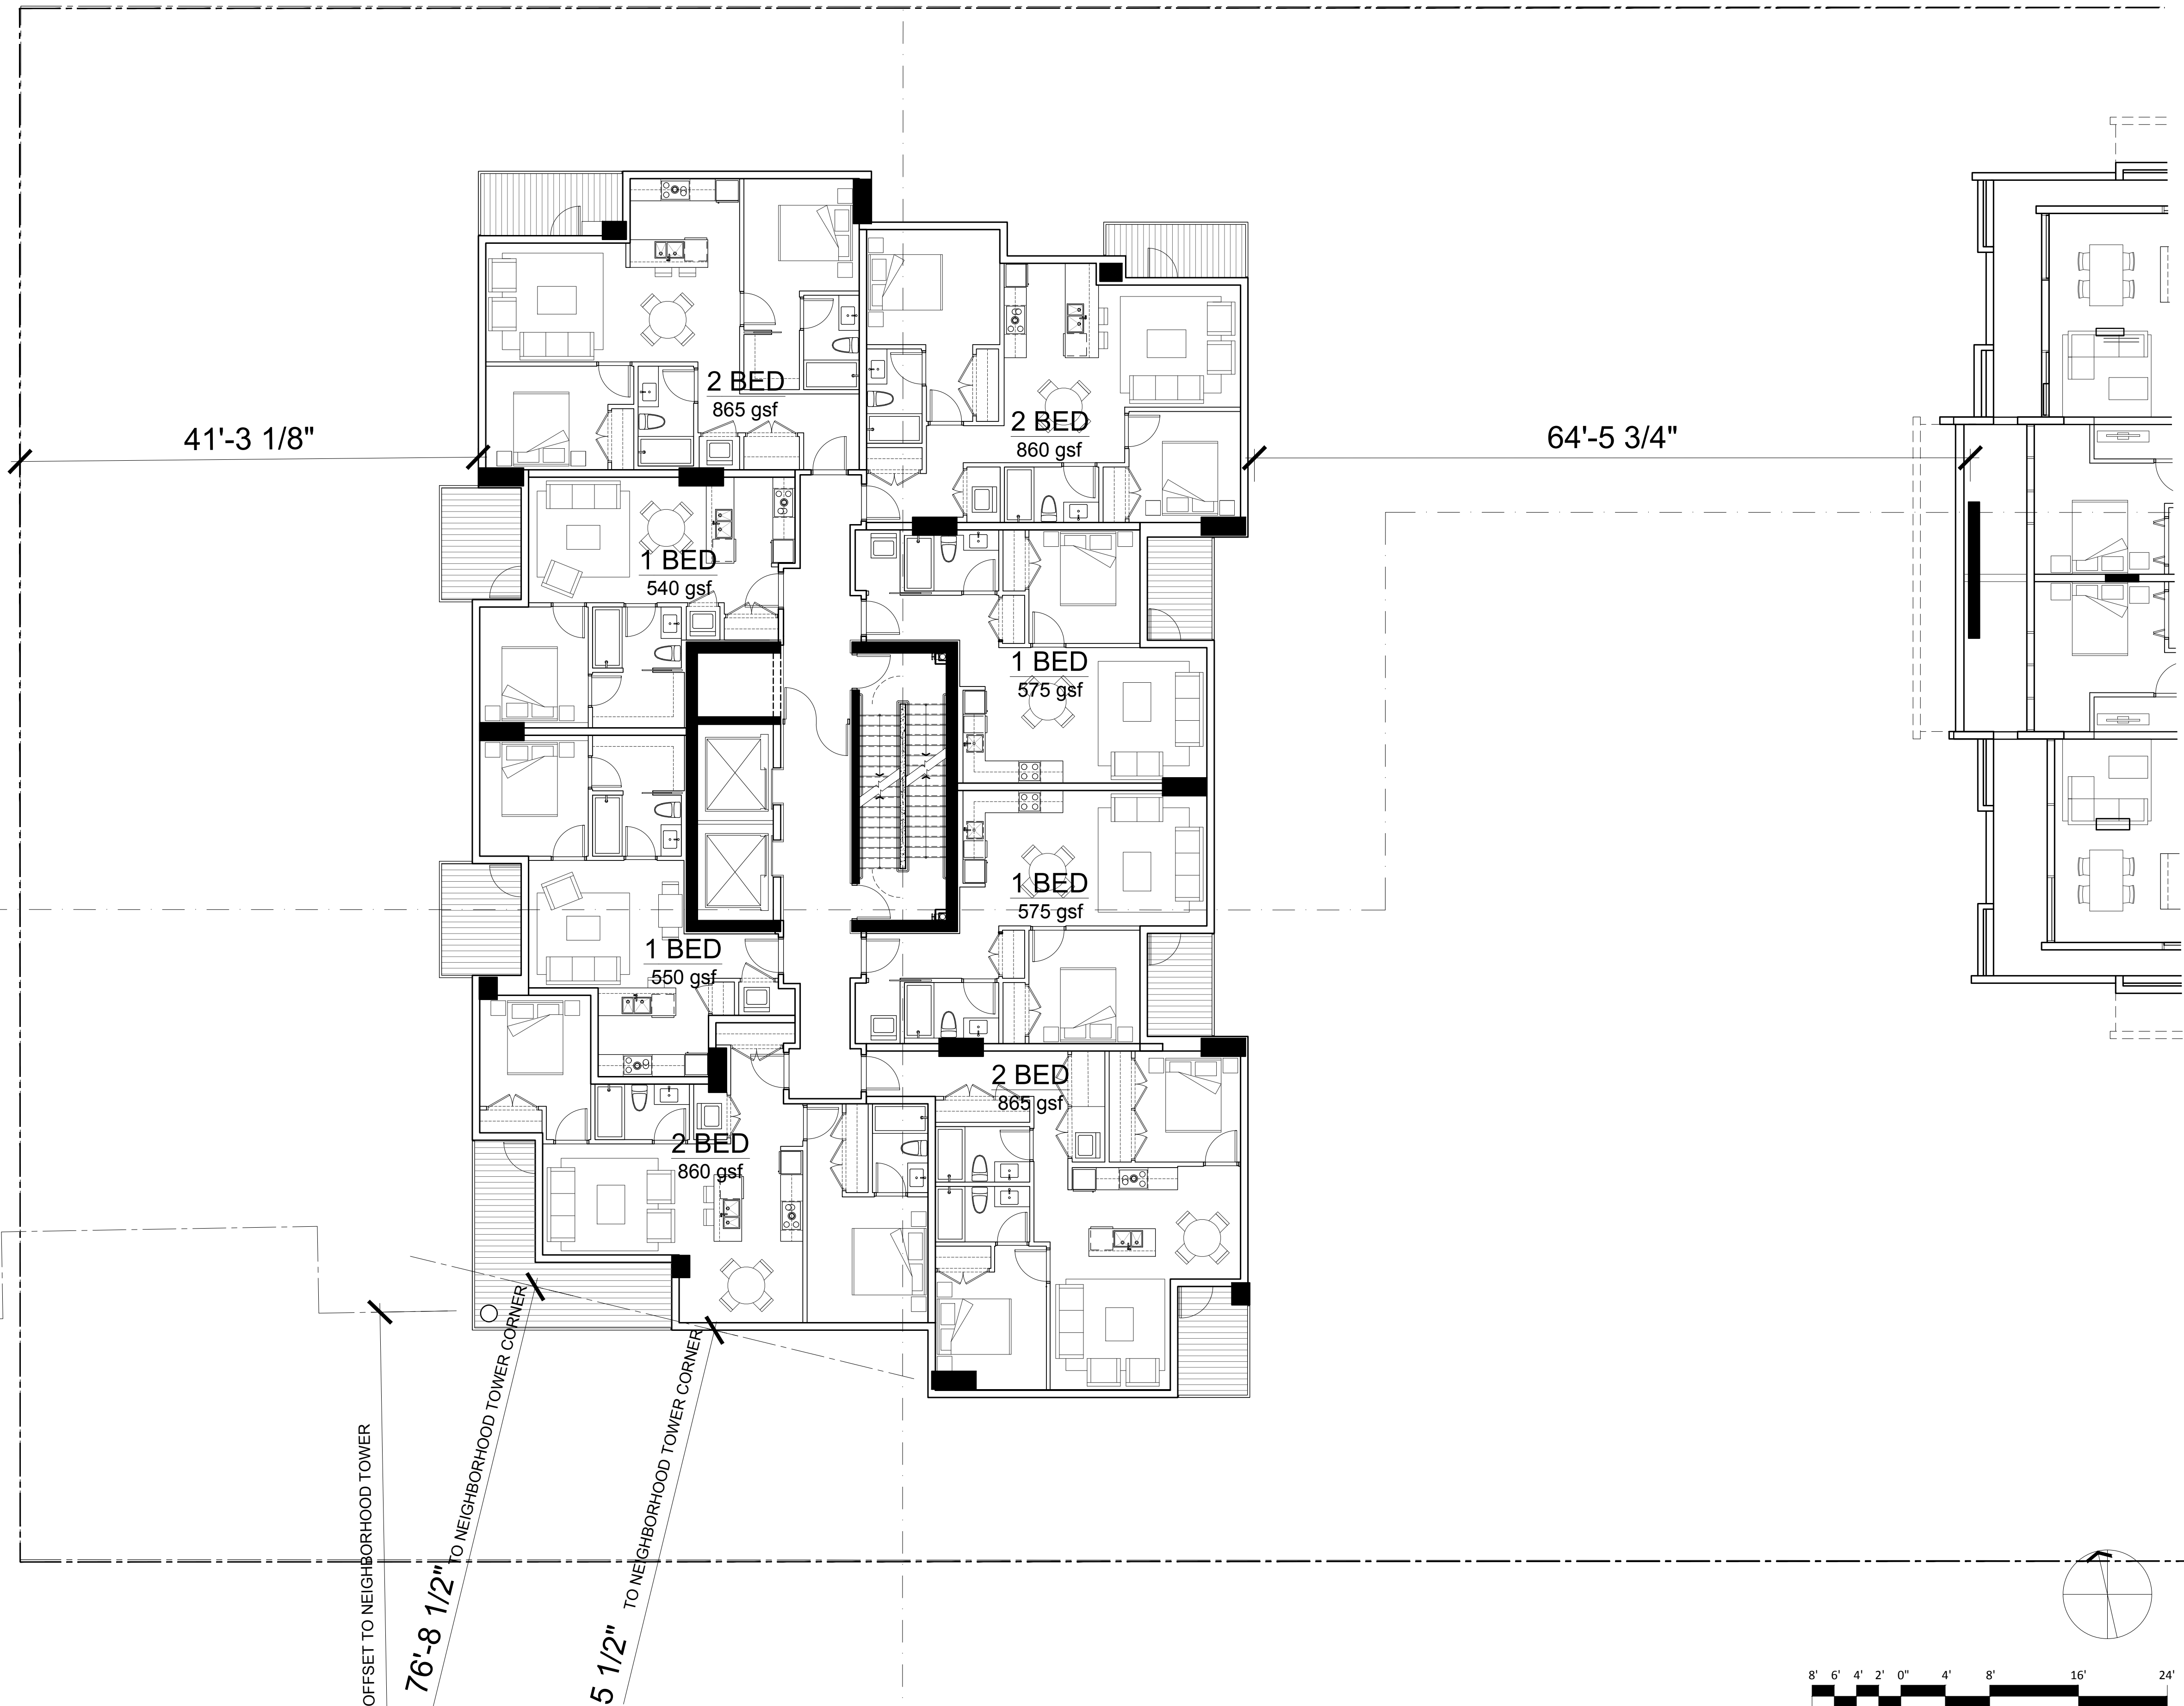 2 BED
865 gsf
2 BED
860 gsf
41'-3 1/8"
64'-5 3/4"
1 BED
540 gsf
1 BED
575 gsf
1 BED
575 gsf
1 BED
550 gsf
2 BED
865 gsf
2 BED
860 gsf
OFFSET TO NEIGHBORHOOD TOWER
76'-8 1/2" TO NEIGHBORHOOD TOWER CORNER
5 1/2" TO NEIGHBORHOOD TOWER CORNER
8' 6' 4' 2' 0" 4' 8' 16' 24'